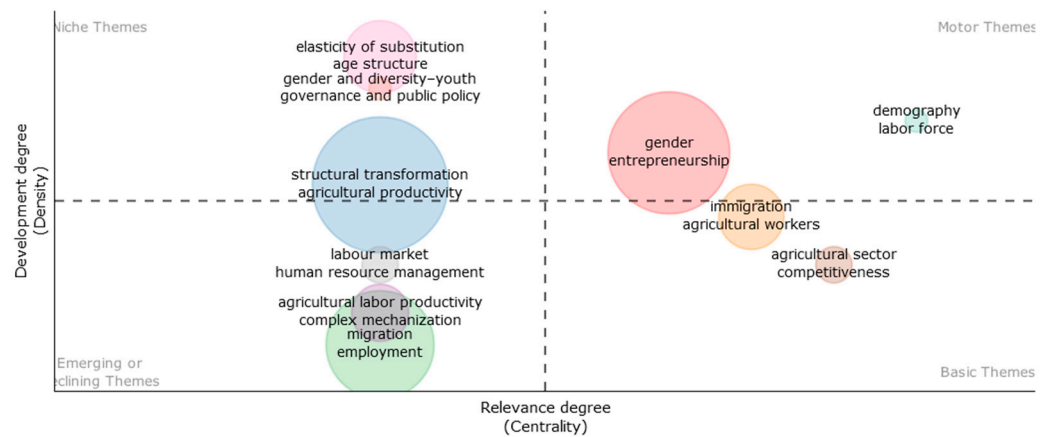 Niche Themes
Motor Themes
elasticity of substitution
age structure
gender and diversity–youth
governance and public policy
demography
labor force
gender
entrepreneurship
structural transformation
agricultural productivity
immigration
agricultural workers
labour market
human resource management
agricultural sector
competitiveness
agricultural labor productivity
complex mechanization
migration
employment
Emerging or
eclining Themes
Basic Themes
Development degree
(Density)
Relevance degree
(Centrality)